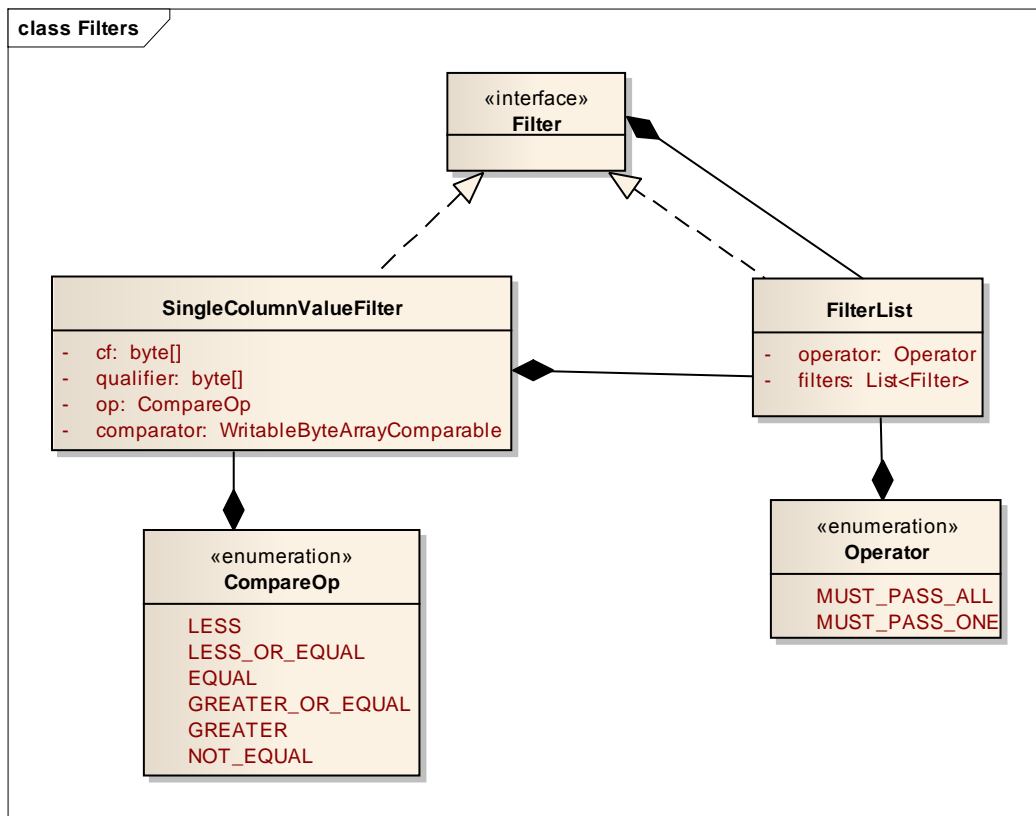 class Filters
«interface»
Filter
SingleColumnValueFilter
- cf: byte[]
- qualifier: byte[]
- op: CompareOp
- comparator: WritableByteArrayComparable
FilterList
- operator: Operator
- filters: List<Filter>
«enumeration»
CompareOp
LESS
LESS_OR_EQUAL
EQUAL
GREATER_OR_EQUAL
GREATER
NOT_EQUAL
«enumeration»
Operator
MUST_PASS_ALL
MUST_PASS_ONE